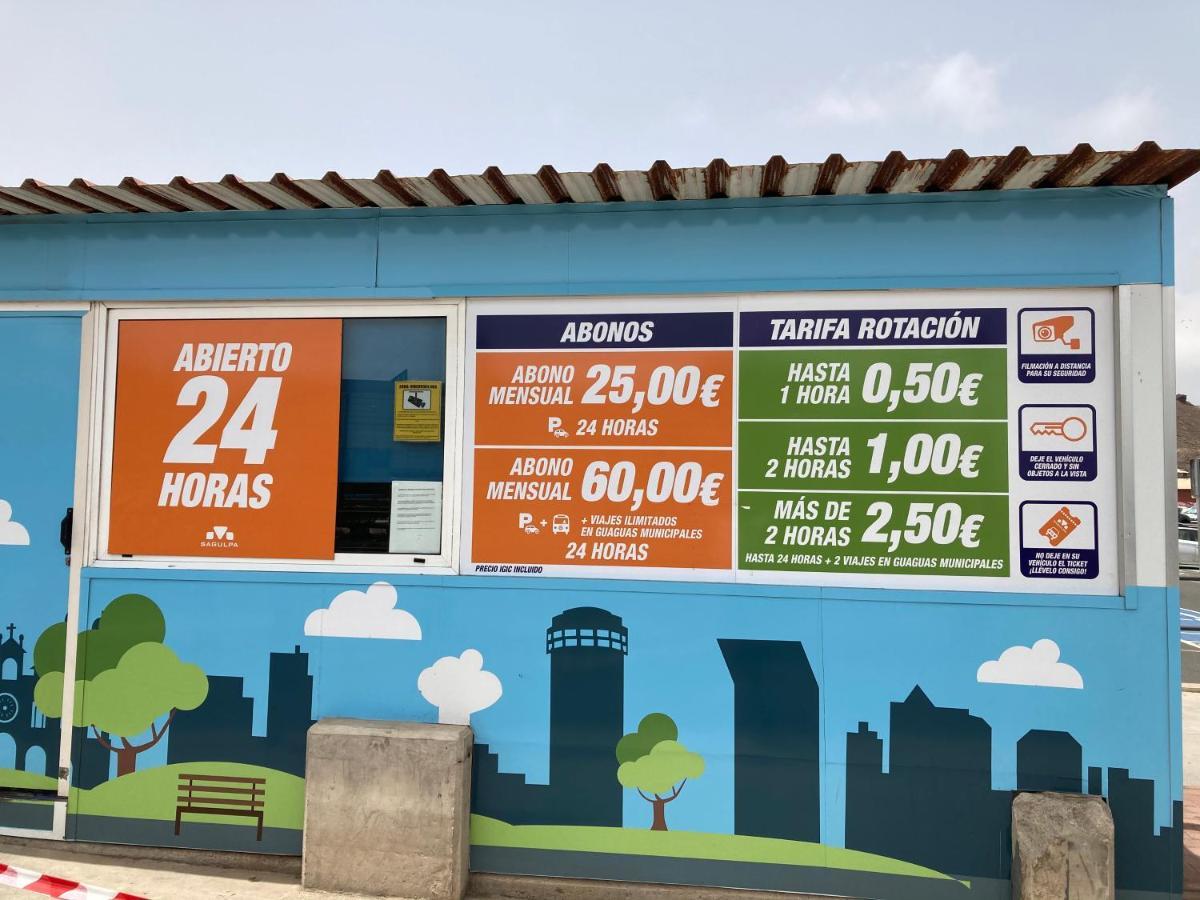 ABIERTO
24
HORAS
SAGULPA
ABONOS
ABONO
MENSUAL 25,00€
P 24 HORAS
ABONO
MENSUAL 60,00€
P + + VIAJES ILIMITADOS
EN GUAGUAS MUNICIPALES
24 HORAS
PRECIO IGIC INCLUIDO
TARIFA ROTACIÓN
HASTA
1 HORA 0,50€
HASTA
2 HORAS 1,00€
MÁS DE
2 HORAS 2,50€
HASTA 24 HORAS + 2 VIAJES EN GUAGUAS MUNICIPALES
FILMACIÓN A DISTANCIA
PARA SU SEGURIDAD
DEJE EL VEHÍCULO
CERRADO Y SIN
OBJETOS A LA VISTA
NO DEJE EN SU
VEHÍCULO EL TICKET
¡LLÉVELO CONSIGO!